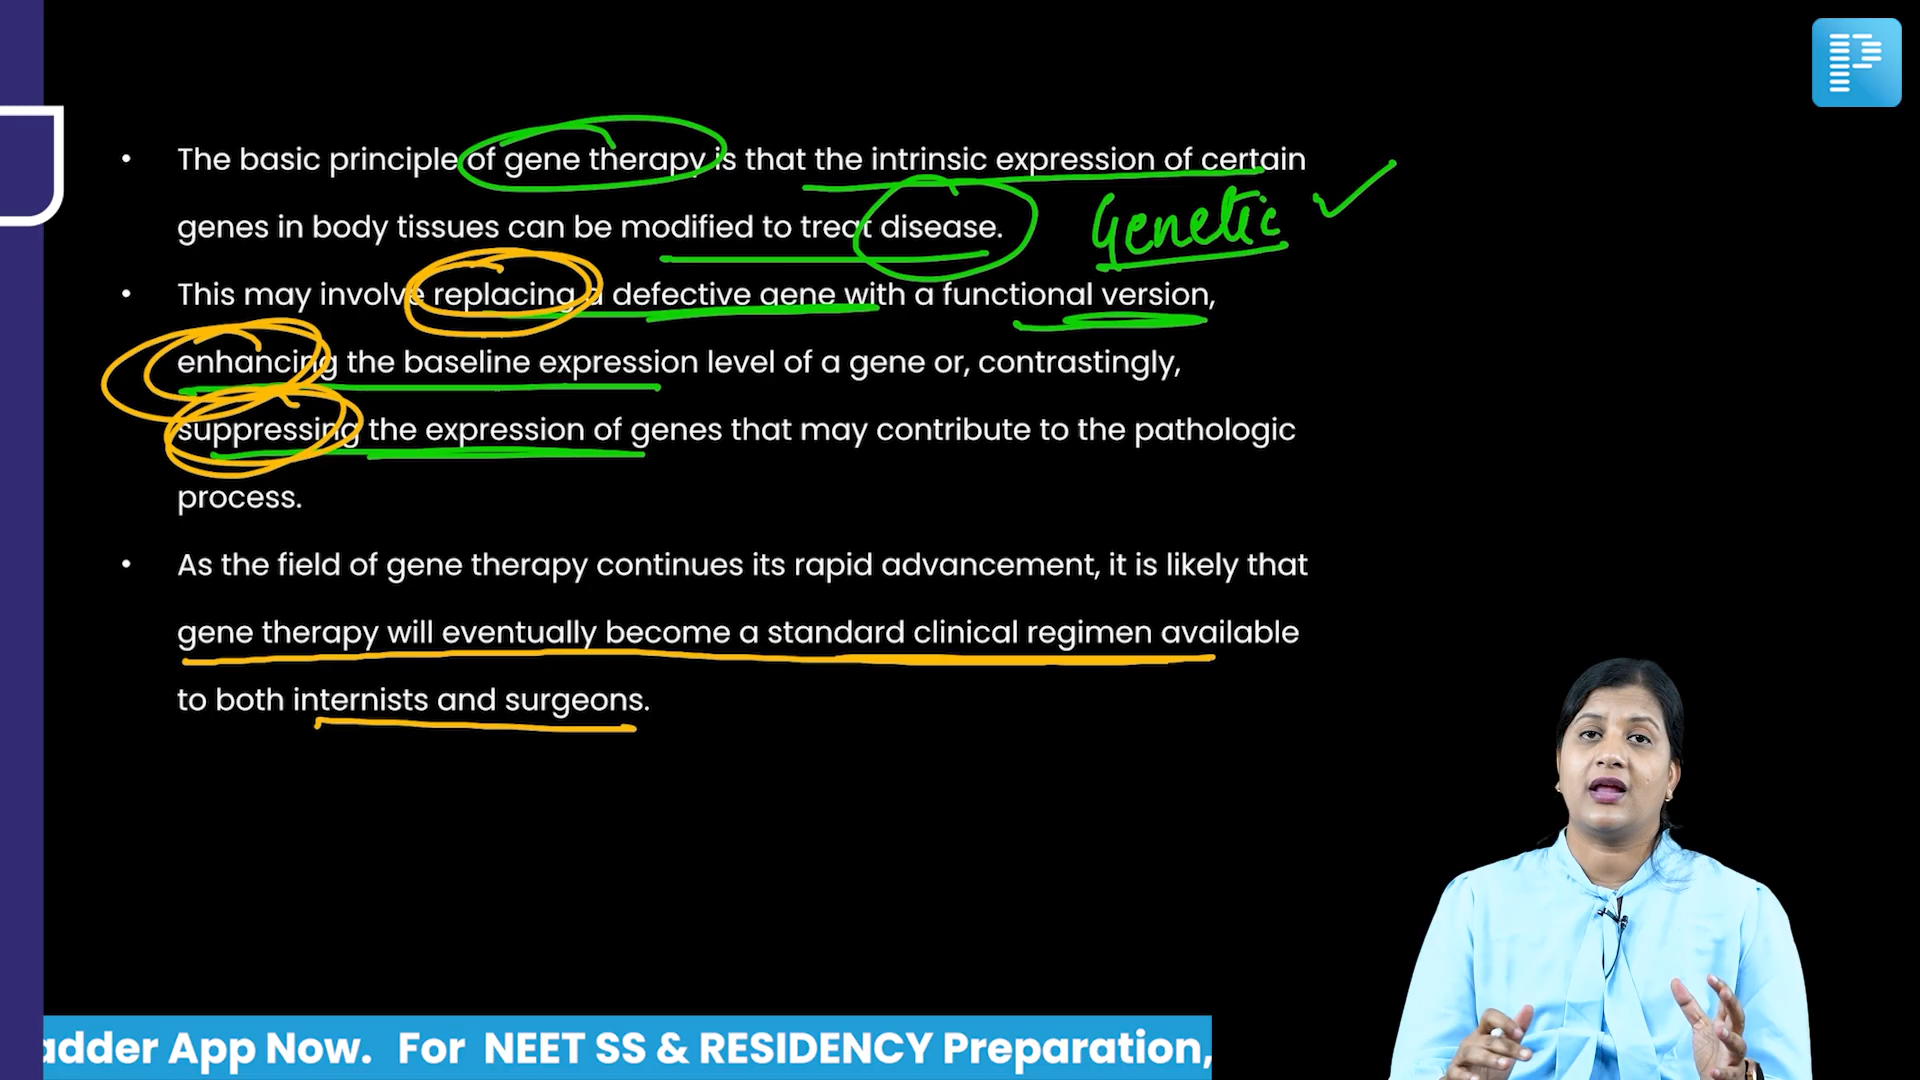 • The basic principle of gene therapy is that the intrinsic expression of certain
genes in body tissues can be modified to treat disease.
Genetic
• This may involve replacing a defective gene with a functional version,
enhancing the baseline expression level of a gene or, contrastingly,
suppressing the expression of genes that may contribute to the pathologic
process.
• As the field of gene therapy continues its rapid advancement, it is likely that
gene therapy will eventually become a standard clinical regimen available
to both internists and surgeons.
adder App Now. For NEET SS & RESIDENCY Preparation,